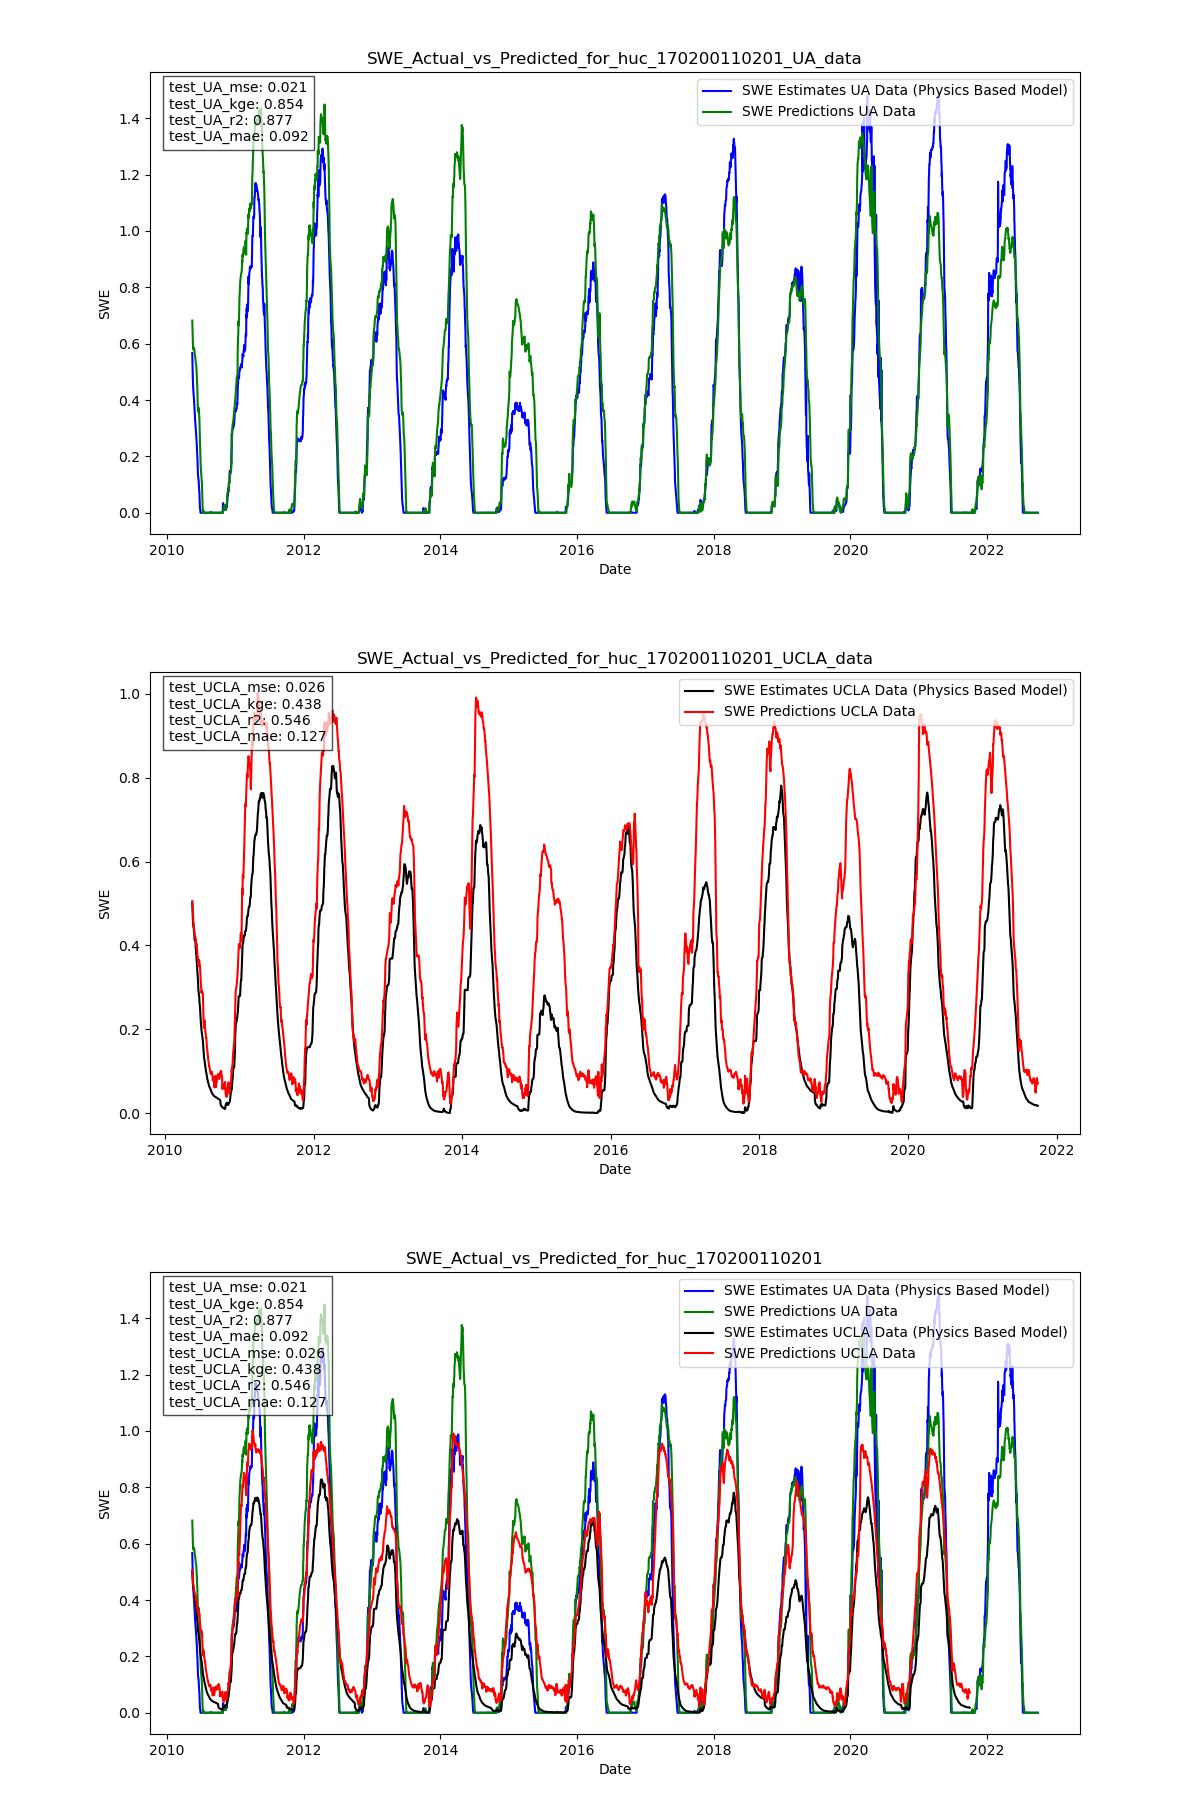 SWE_Actual_vs_Predicted_for_huc_170200110201_UA_data
test_UA_mse: 0.021
test_UA_kge: 0.854
test_UA_r2: 0.877
test_UA_mae: 0.092
SWE Estimates UA Data (Physics Based Model)
SWE Predictions UA Data
SWE
1.4
1.2
1.0
0.8
0.6
0.4
0.2
0.0
2010 2012 2014 2016 2018 2020 2022
Date
SWE_Actual_vs_Predicted_for_huc_170200110201_UCLA_data
test_UCLA_mse: 0.026
test_UCLA_kge: 0.438
test_UCLA_r2: 0.546
test_UCLA_mae: 0.127
SWE Estimates UCLA Data (Physics Based Model)
SWE Predictions UCLA Data
SWE
1.0
0.8
0.6
0.4
0.2
0.0
2010 2012 2014 2016 2018 2020 2022
Date
SWE_Actual_vs_Predicted_for_huc_170200110201
test_UA_mse: 0.021
test_UA_kge: 0.854
test_UA_r2: 0.877
test_UA_mae: 0.092
test_UCLA_mse: 0.026
test_UCLA_kge: 0.438
test_UCLA_r2: 0.546
test_UCLA_mae: 0.127
SWE Estimates UA Data (Physics Based Model)
SWE Predictions UA Data
SWE Estimates UCLA Data (Physics Based Model)
SWE Predictions UCLA Data
SWE
1.4
1.2
1.0
0.8
0.6
0.4
0.2
0.0
2010 2012 2014 2016 2018 2020 2022
Date